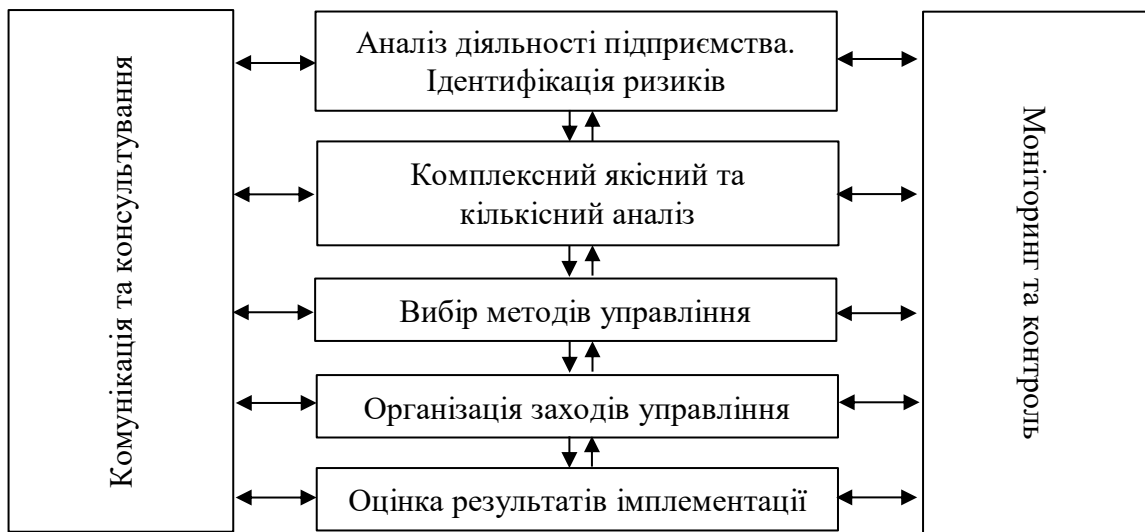 Комунікація та консультування
Аналіз діяльності підприємства.
Ідентифікація ризиків
Комплексний якісний та
кількісний аналіз
Вибір методів управління
Організація заходів управління
Оцінка результатів імплементації
Моніторинг та контроль